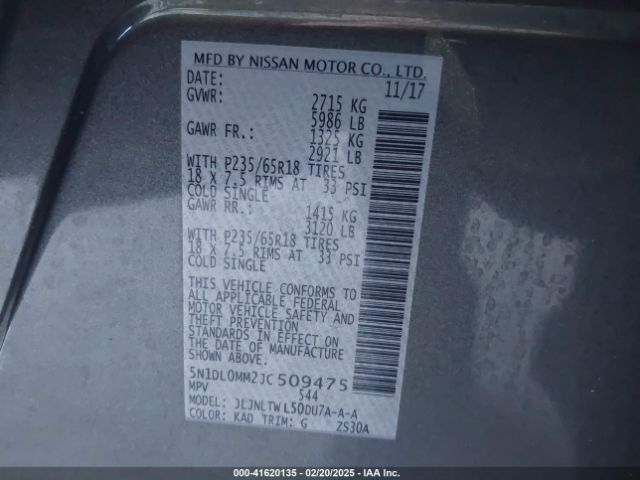 MFD BY NISSAN MOTOR CO., LTD.
DATE: 11/17
GVWR: 2715 KG
5986 LB
GAWR FR.: 1325 KG
2921 LB
WITH P235/65R18 TIRES
18 X 7.5 RIMS AT 33 PSI
COLD SINGLE
GAWR RR.: 1415 KG
3120 LB
WITH P235/65R18 TIRES
18 X 7.5 RIMS AT 33 PSI
COLD SINGLE
THIS VEHICLE CONFORMS TO
ALL APPLICABLE FEDERAL
MOTOR VEHICLE SAFETY AND
THEFT PREVENTION
STANDARDS IN EFFECT ON
THE DATE OF MANUFACTURE
SHOWN ABOVE
5N1DL0MM2JC509475
MPV 544
MODEL: JLJNLTWL50DU7A-A-A
COLOR: KAD TRIM: G ZS30A
000-41620135 - 02/20/2025 - IAA Inc.